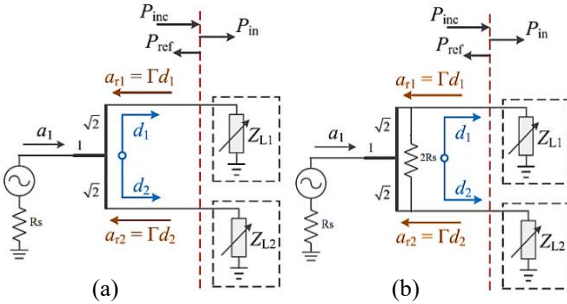 P_inc
P_in
P_ref
a_r1 = Γd_1
√2
d_1
Z_L1
a_1
1
√2
d_2
Rs
a_r2 = Γd_2
Z_L2
(a)
P_inc
P_in
P_ref
a_r1 = Γd_1
√2
d_1
Z_L1
a_1
1
2Rs
√2
d_2
Rs
a_r2 = Γd_2
Z_L2
(b)